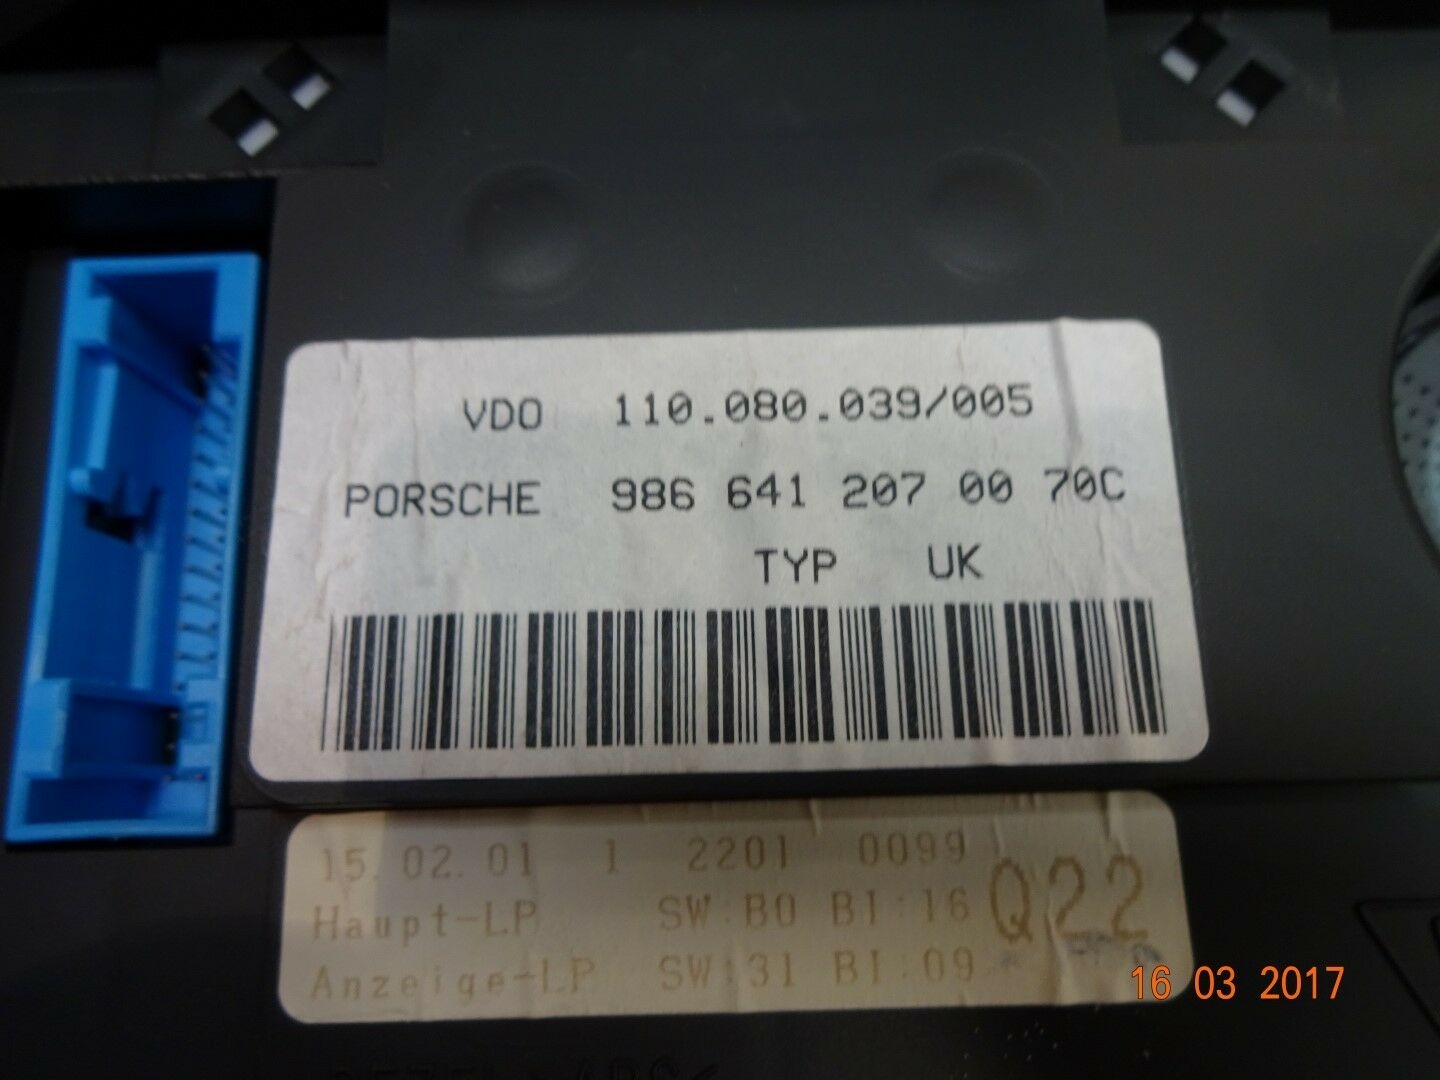 VDO 110.080.039/005
PORSCHE 986 641 207 00 70C
TYP UK
15.02.01 1 2201 0099
Haupt-LP SW:B0 BI:16 Q22
Anzeige-LP SW:31 BI:09
16 03 2017